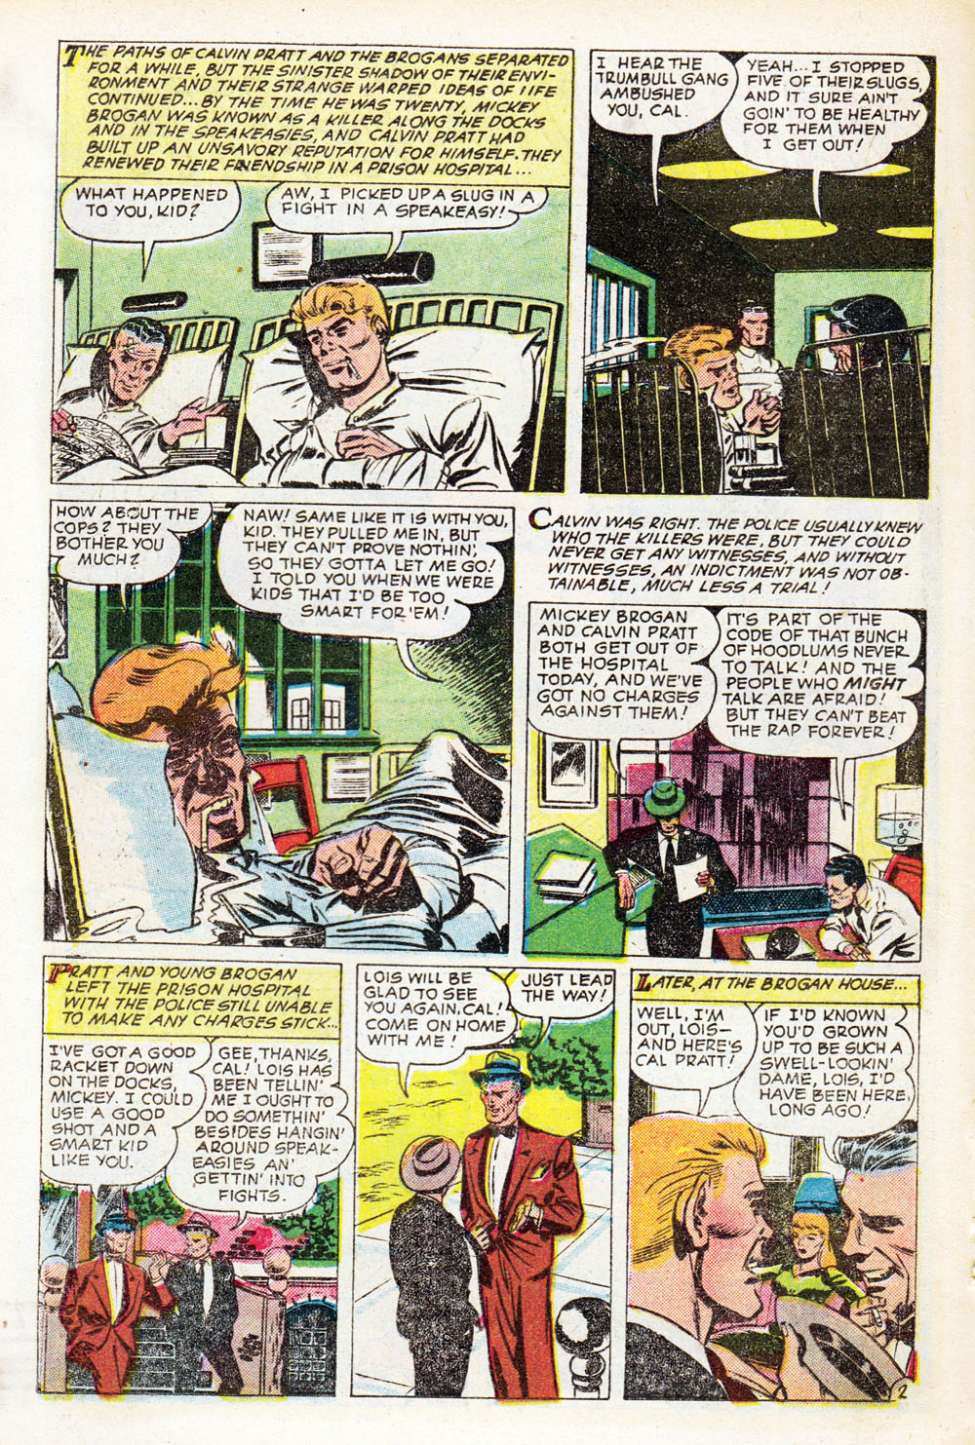 THE PATHS OF CALVIN PRATT AND THE BROGANS SEPARATED
FOR A WHILE, BUT THE SINISTER SHADOW OF THEIR ENVI-
RONMENT AND THEIR STRANGE WARPED IDEAS OF LIFE
CONTINUED... BY THE TIME HE WAS TWENTY, MICKEY
BROGAN WAS KNOWN AS A KILLER ALONG THE DOCKS
AND IN THE SPEAKEASIES, AND CALVIN PRATT HAD
BUILT UP AN UNSAVORY REPUTATION FOR HIMSELF. THEY
RENEWED THEIR FRIENDSHIP IN A PRISON HOSPITAL...
WHAT HAPPENED
TO YOU, KID?
AW, I PICKED UP A SLUG IN A
FIGHT IN A SPEAKEASY!
I HEAR THE
TRUMBULL GANG
AMBUSHED
YOU, CAL.
YEAH... I STOPPED
FIVE OF THEIR SLUGS,
AND IT SURE AIN'T
GOIN' TO BE HEALTHY
FOR THEM WHEN
I GET OUT!
HOW ABOUT THE
COPS? THEY
BOTHER YOU
MUCH?
NAW! SAME LIKE IT IS WITH YOU,
KID. THEY PULLED ME IN, BUT
THEY CAN'T PROVE NOTHIN',
SO THEY GOTTA LET ME GO!
I TOLD YOU WHEN WE WERE
KIDS THAT I'D BE TOO
SMART FOR 'EM!
CALVIN WAS RIGHT. THE POLICE USUALLY KNEW
WHO THE KILLERS WERE, BUT THEY COULD
NEVER GET ANY WITNESSES, AND WITHOUT
WITNESSES, AN INDICTMENT WAS NOT OB-
TAINABLE, MUCH LESS A TRIAL!
MICKEY BROGAN
AND CALVIN PRATT
BOTH GET OUT OF
THE HOSPITAL
TODAY, AND WE'VE
GOT NO CHARGES
AGAINST THEM!
IT'S PART OF THE
CODE OF THAT BUNCH
OF HOODLUMS NEVER
TO TALK! AND THE
PEOPLE WHO MIGHT
TALK ARE AFRAID!
BUT THEY CAN'T BEAT
THE RAP FOREVER!
PRATT AND YOUNG BROGAN
LEFT THE PRISON HOSPITAL
WITH THE POLICE STILL UNABLE
TO MAKE ANY CHARGES STICK...
I'VE GOT A GOOD
RACKET DOWN
ON THE DOCKS,
MICKEY. I COULD
USE A GOOD
SHOT AND A
SMART KID
LIKE YOU.
GEE, THANKS,
CAL! LOIS HAS
BEEN TELLIN'
ME I OUGHT TO
DO SOMETHIN'
BESIDES HANGIN'
AROUND SPEAK-
EASIES AN'
GETTIN' INTO
FIGHTS.
LOIS WILL BE
GLAD TO SEE
YOU AGAIN, CAL!
COME ON HOME
WITH ME!
JUST LEAD
THE WAY!
LATER, AT THE BROGAN HOUSE...
WELL, I'M
OUT, LOIS—
AND HERE'S
CAL PRATT!
IF I'D KNOWN
YOU'D GROWN
UP TO BE SUCH A
SWELL-LOOKIN'
DAME, LOIS, I'D
HAVE BEEN HERE
LONG AGO!
2